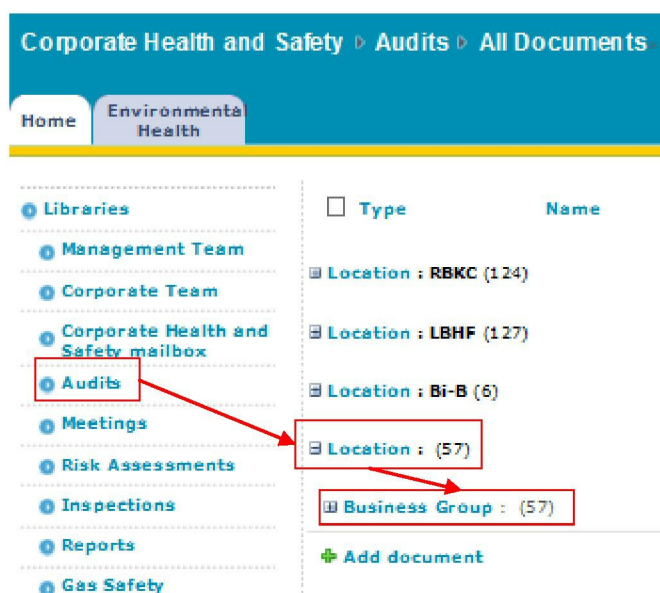 Corporate Health and Safety ▷ Audits ▷ All Documents
Home
Environmental
Health
Libraries
Management Team
Corporate Team
Corporate Health and
Safety mailbox
Audits
Meetings
Risk Assessments
Inspections
Reports
Gas Safety
Type Name
Location : RBKC (124)
Location : LBHF (127)
Location : Bi-B (6)
Location : (57)
Business Group : (57)
Add document